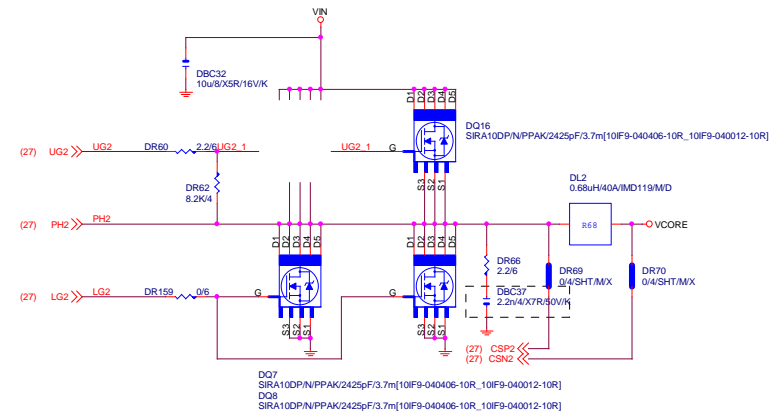 VIN
DBC32
10u/8/X5R/16V/K
D1 D2 D3 D4 D5
DQ16
SIRA10DP/N/PPAK/2425pF/3.7m[10IF9-040406-10R_10IF9-040012-10R]
(27) UG2 UG2 DR60 2.2/6 UG2_1 UG2_1 G
S3 S2 S1
DR62
8.2K/4
DL2
0.68uH/40A/IMD119/M/D
(27) PH2 PH2 R68 VCORE
D1 D2 D3 D4 D5 D1 D2 D3 D4 D5
DR66
2.2/6
DR69
0/4/SHT/M/X
DR70
0/4/SHT/M/X
(27) LG2 LG2 DR159 0/6 G G
DBC37
2.2n/4/X7R/50V/K
S3 S2 S1 S3 S2 S1
(27) CSP2
(27) CSN2
DQ7
SIRA10DP/N/PPAK/2425pF/3.7m[10IF9-040406-10R_10IF9-040012-10R]
DQ8
SIRA10DP/N/PPAK/2425pF/3.7m[10IF9-040406-10R_10IF9-040012-10R]